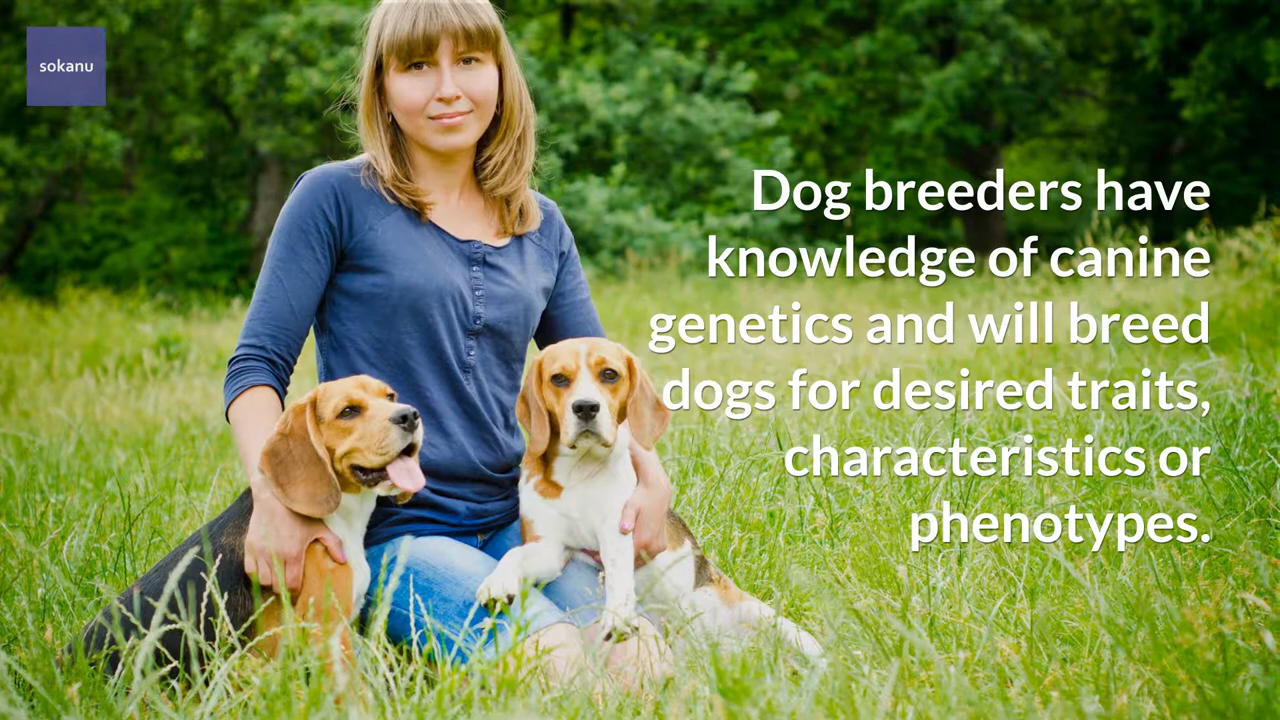 sokanu
Dog breeders have
knowledge of canine
genetics and will breed
dogs for desired traits,
characteristics or
phenotypes.